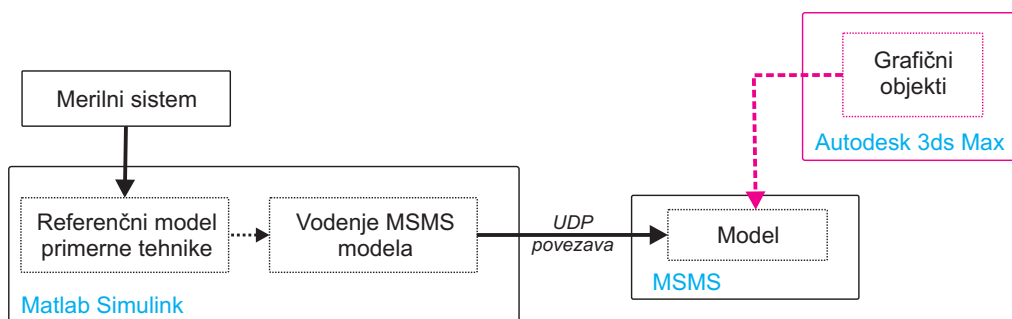 Merilni sistem
Referenčni model
primerne tehnike
Vodenje MSMS
modela
Matlab Simulink
UDP
povezava
Model
MSMS
Grafični
objekti
Autodesk 3ds Max